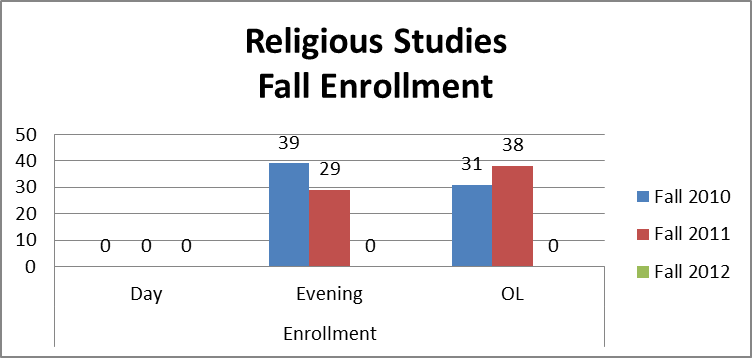 Religious Studies
Fall Enrollment
50
40
30
20
10
0
0 0 0
39
29
0
31
38
0
Day Evening OL
Enrollment
Fall 2010
Fall 2011
Fall 2012